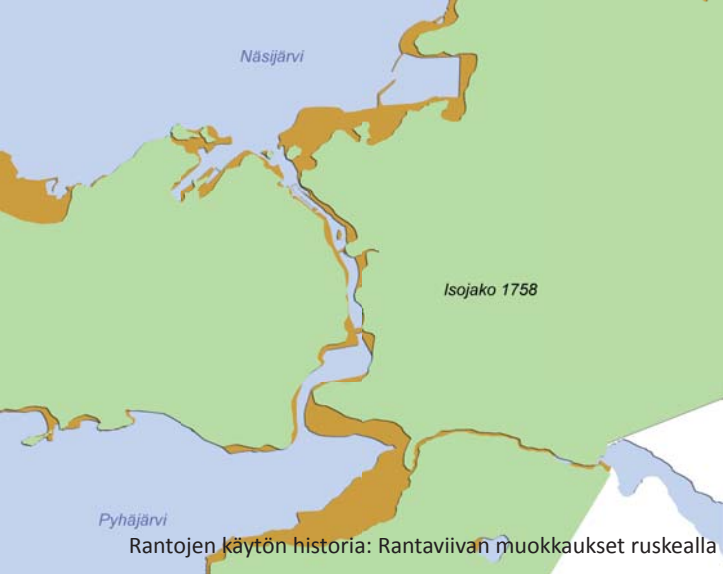 Näsijärvi
Isojako 1758
Pyhäjärvi
Rantojen käytön historia: Rantaviivan muokkaukset ruskealla